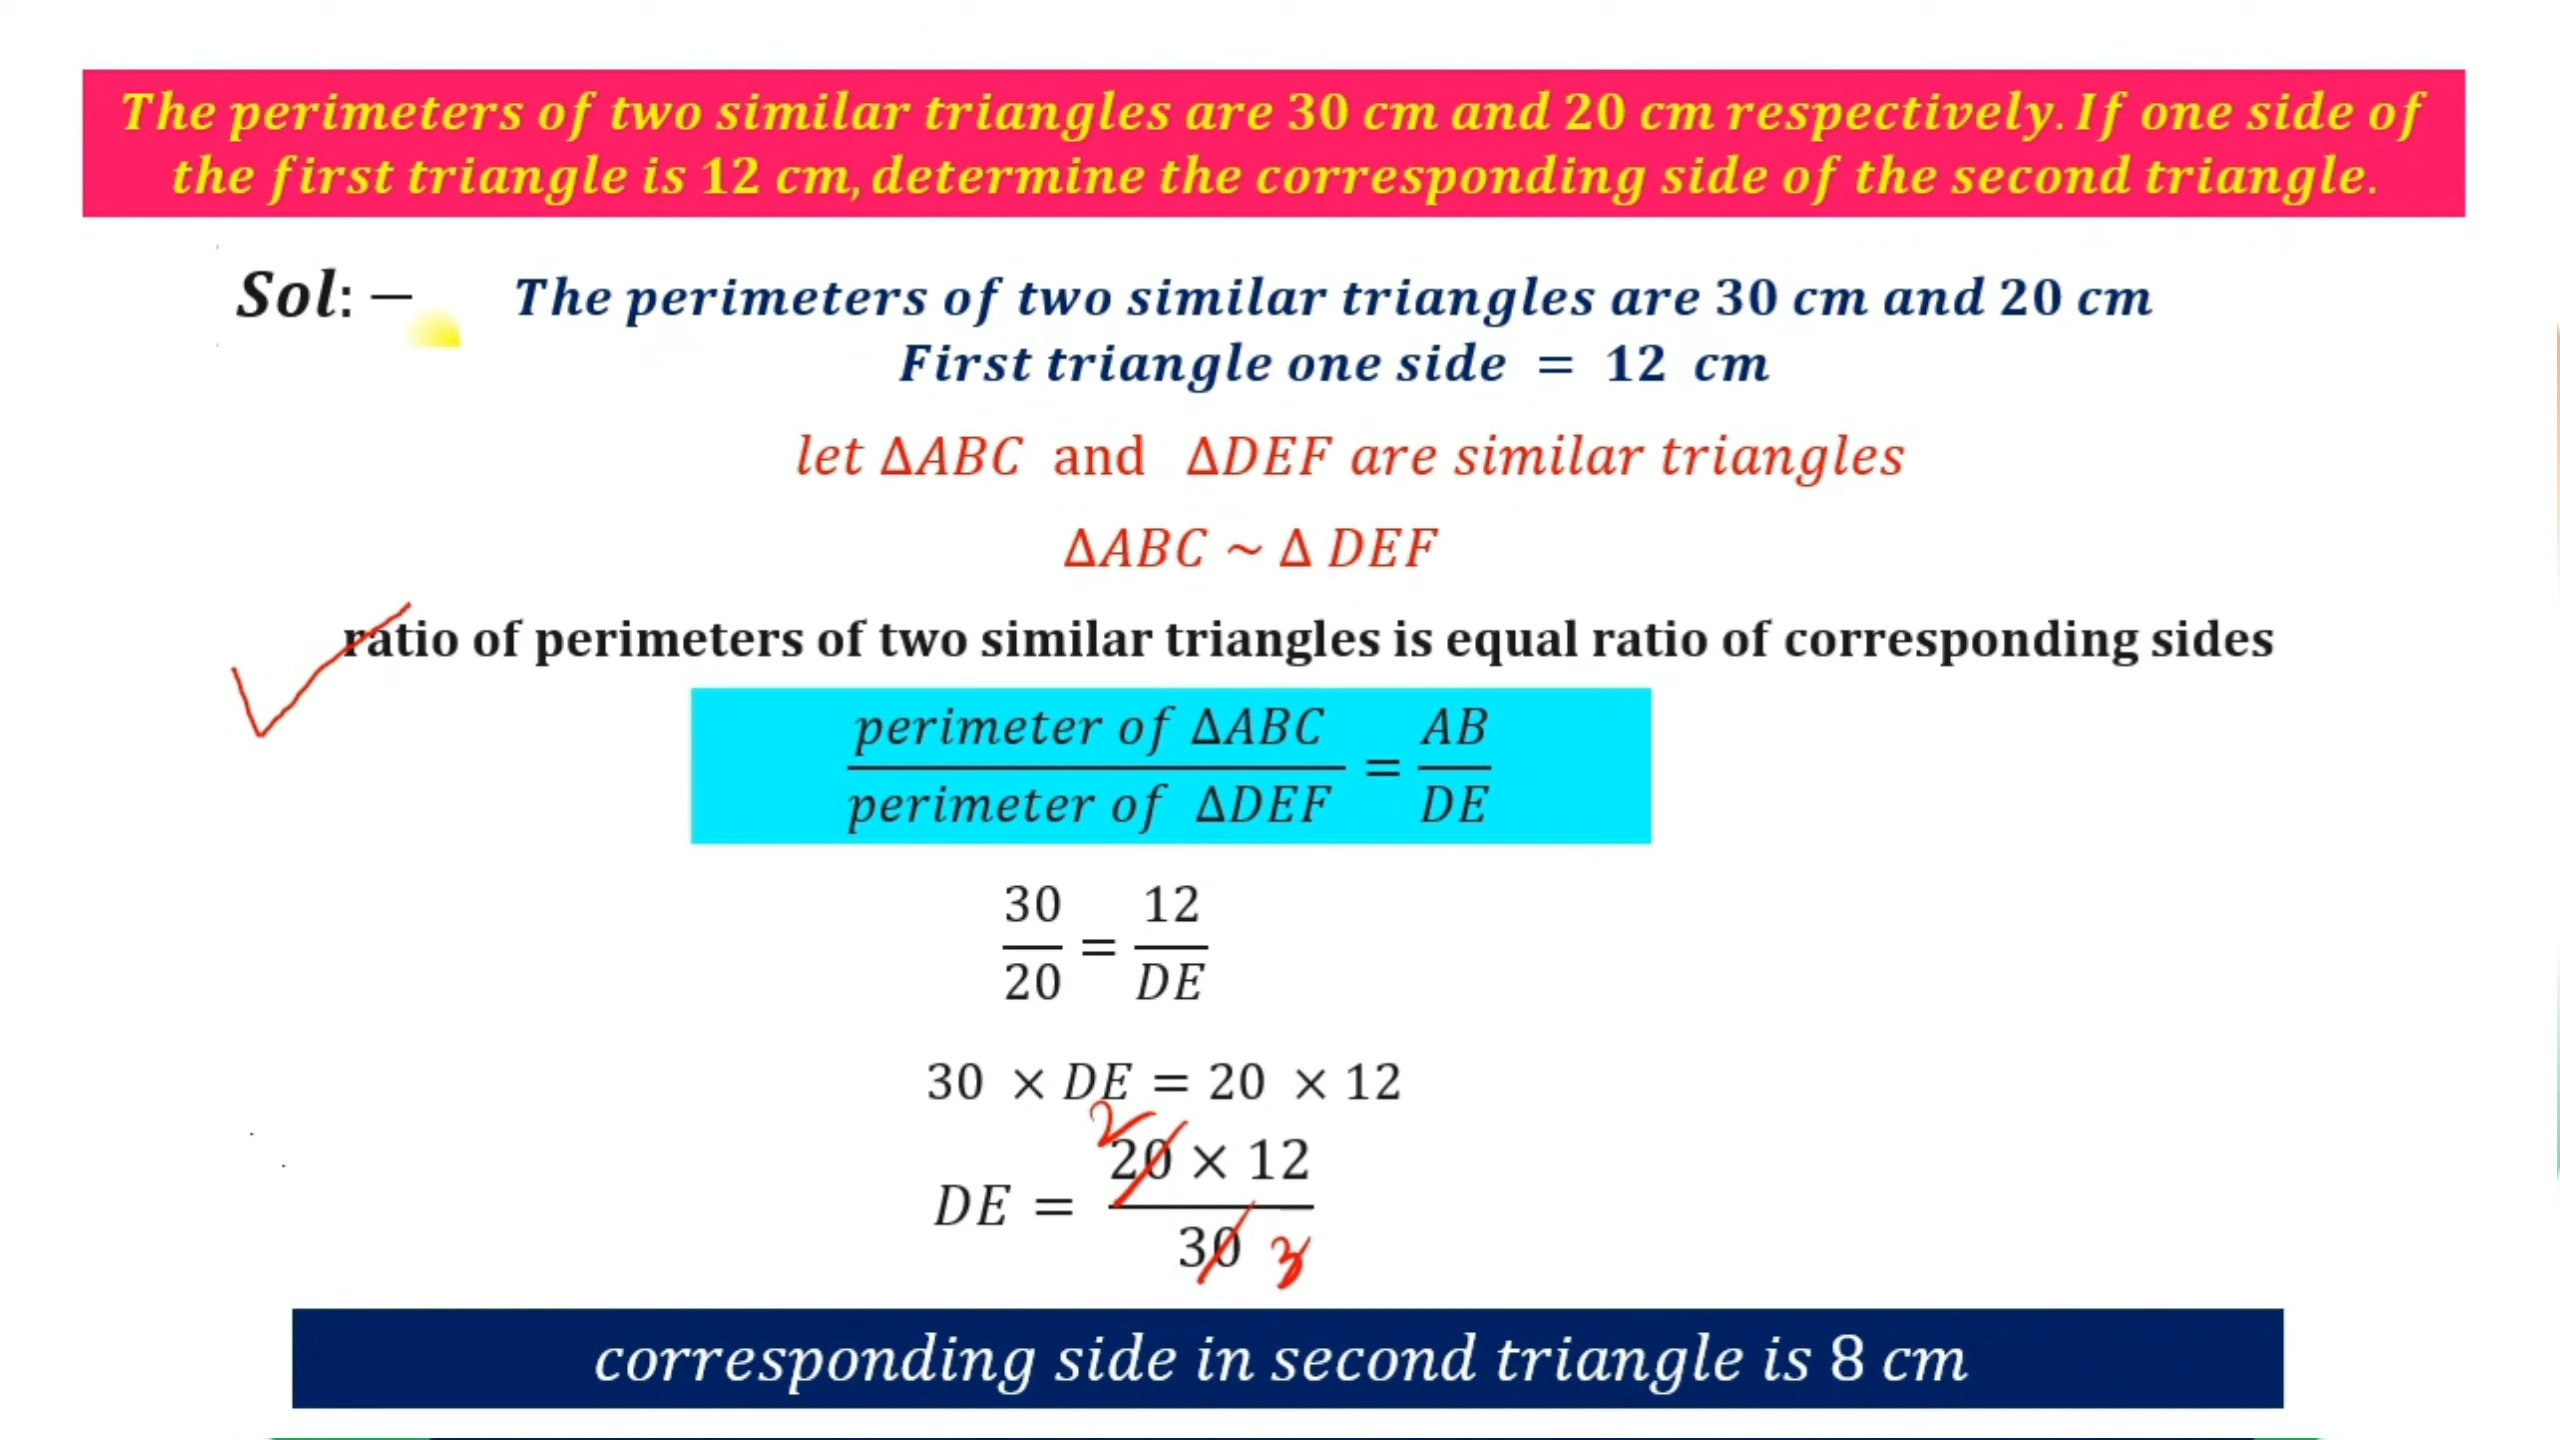 The perimeters of two similar triangles are 30 cm and 20 cm respectively. If one side of
the first triangle is 12 cm, determine the corresponding side of the second triangle.
Sol: − The perimeters of two similar triangles are 30 cm and 20 cm
First triangle one side = 12 cm
let ΔABC and ΔDEF are similar triangles
ΔABC ~ Δ DEF
ratio of perimeters of two similar triangles is equal ratio of corresponding sides
perimeter of ΔABC / perimeter of ΔDEF = AB / DE
30 / 20 = 12 / DE
30 × DE = 20 × 12
2
DE = 20 × 12 / 30 3
corresponding side in second triangle is 8 cm